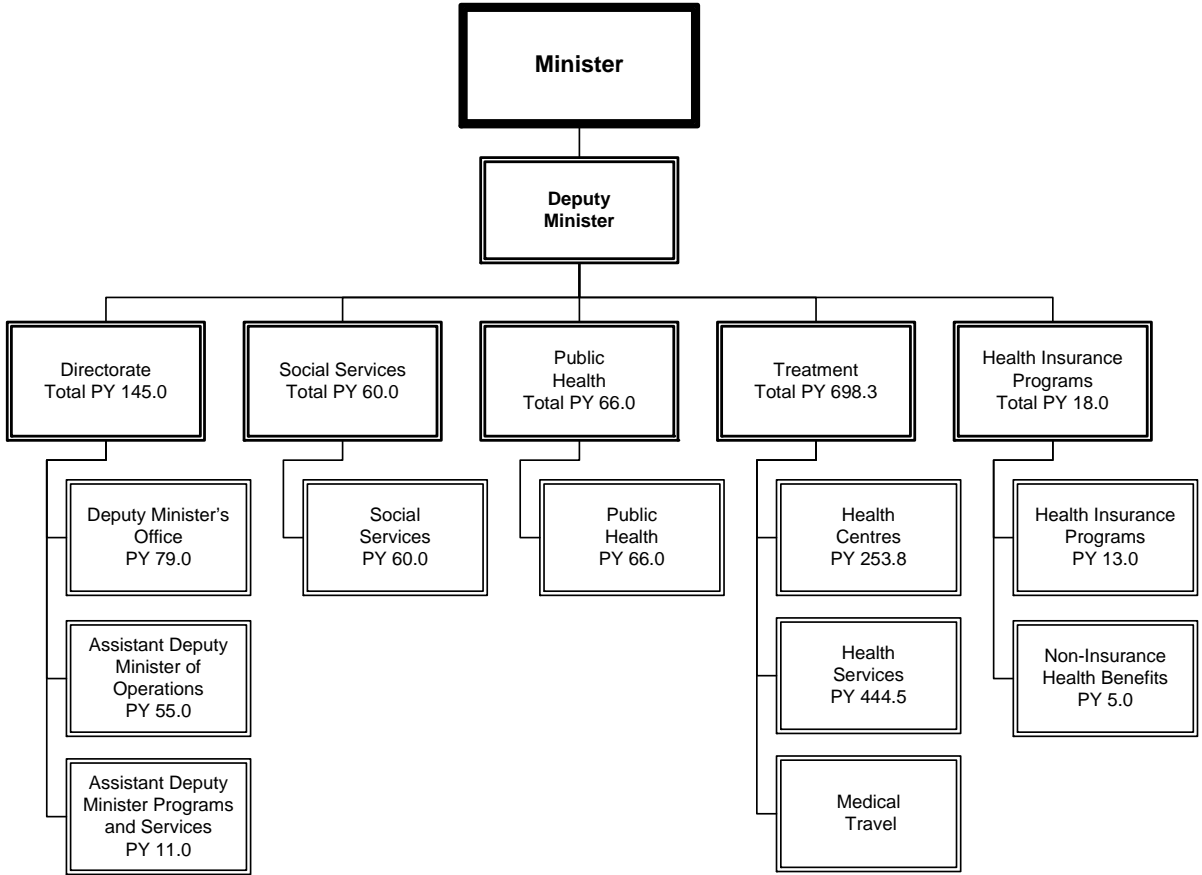 Minister
Deputy
Minister
Directorate
Total PY 145.0
Social Services
Total PY 60.0
Public
Health
Total PY 66.0
Treatment
Total PY 698.3
Health Insurance
Programs
Total PY 18.0
Deputy Minister's
Office
PY 79.0
Social
Services
PY 60.0
Public
Health
PY 66.0
Health
Centres
PY 253.8
Health Insurance
Programs
PY 13.0
Assistant Deputy
Minister of
Operations
PY 55.0
Health
Services
PY 444.5
Non-Insurance
Health Benefits
PY 5.0
Assistant Deputy
Minister Programs
and Services
PY 11.0
Medical
Travel